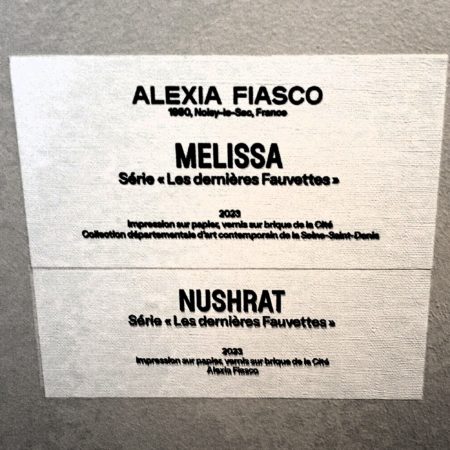 ALEXIA FIASCO
1990, Noisy-le-Sec, France
MELISSA
Série « Les dernières Fauvettes »
2023
Impression sur papier, vernis sur brique de la Cité
Collection départementale d'art contemporain de la Seine-Saint-Denis
NUSHRAT
Série « Les dernières Fauvettes »
2023
Impression sur papier, vernis sur brique de la Cité
Alexia Fiasco